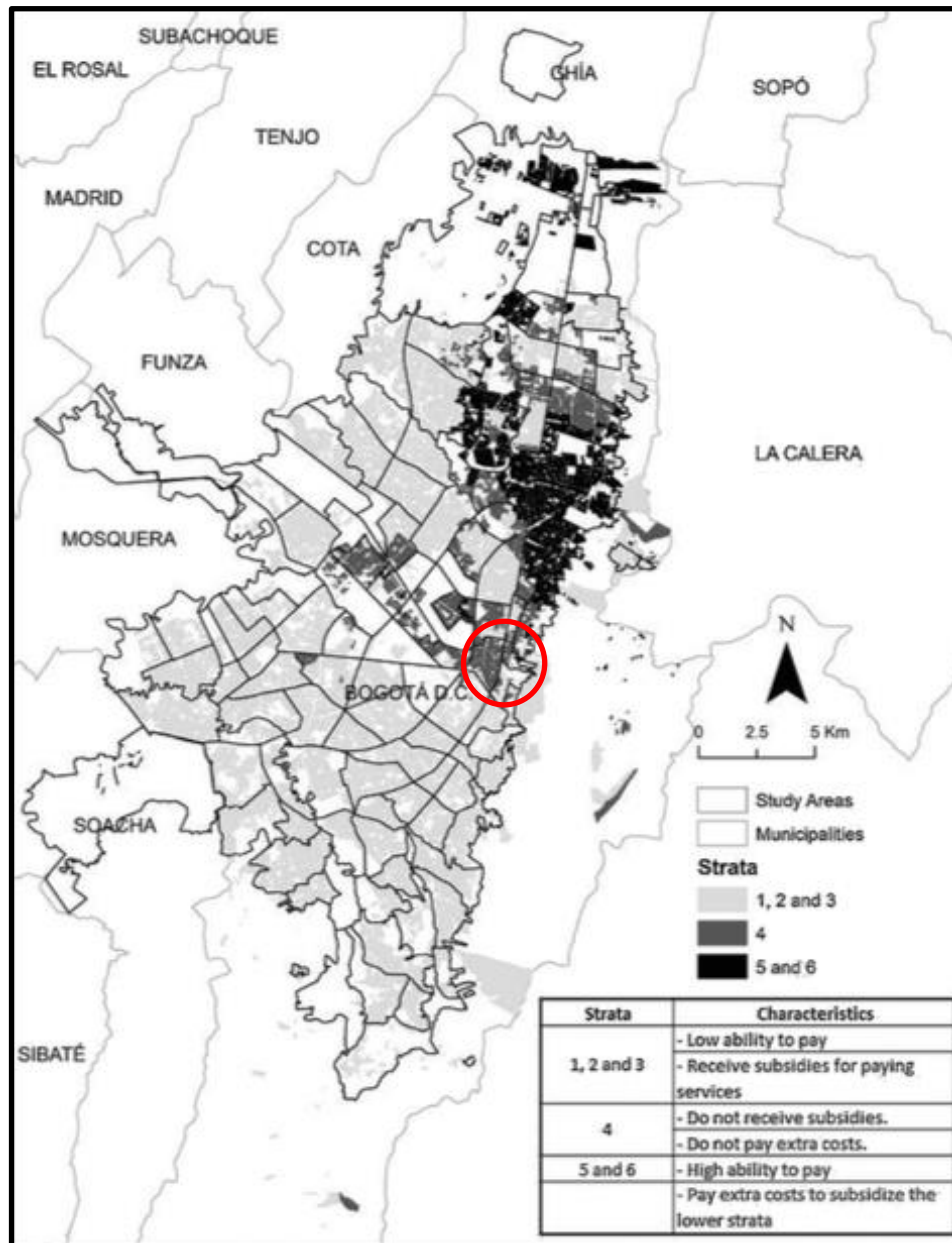 SUBACHOQUE
EL ROSAL
CHÍA
SOPÓ
TENJO
MADRID
COTA
FUNZA
LA CALERA
MOSQUERA
N
BOGOTÁ D.C.
0 2.5 5 Km
SOACHA
Study Areas
Municipalities
Strata
1, 2 and 3
4
5 and 6
SIBATÉ
Strata Characteristics
1, 2 and 3
- Low ability to pay
- Receive subsidies for paying
services
4
- Do not receive subsidies.
- Do not pay extra costs.
5 and 6 - High ability to pay
- Pay extra costs to subsidize the
lower strata